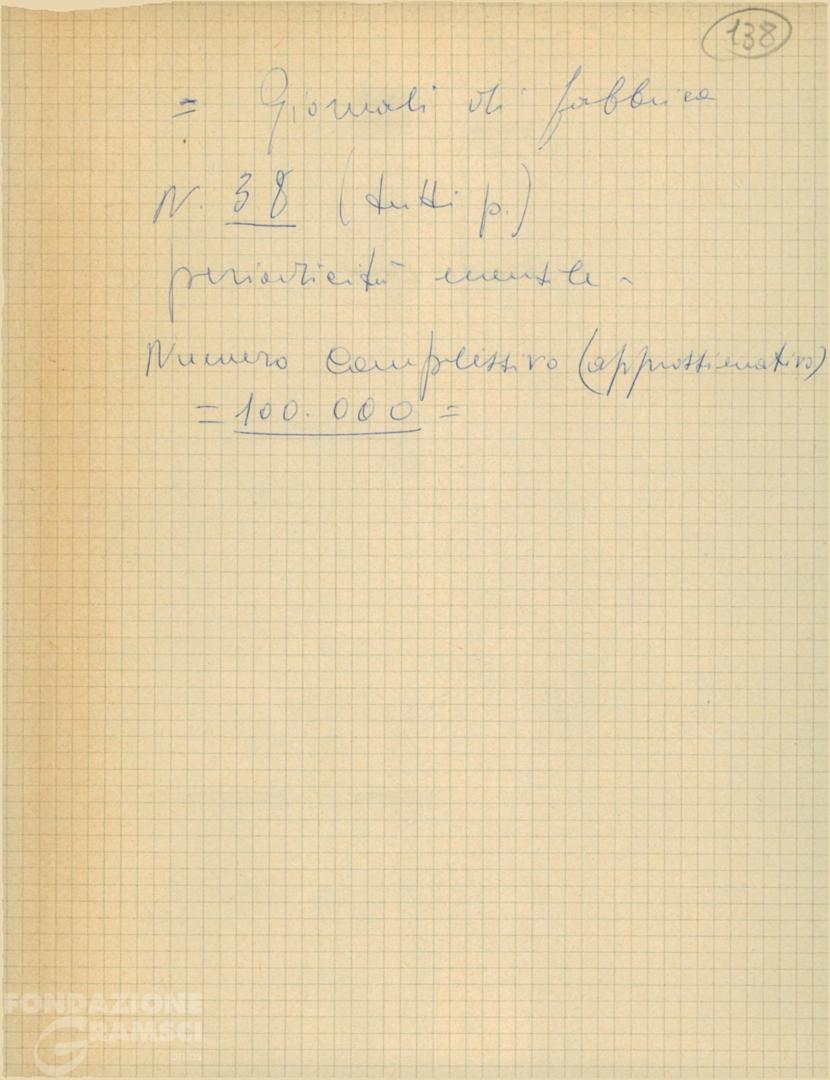 138
= Giornali di fabbrica
N. 38 (tutti p.)
periodicità mensile -
Numero complessivo (approssimativo)
= 100.000 =
FONDAZIONE
GRAMSCI